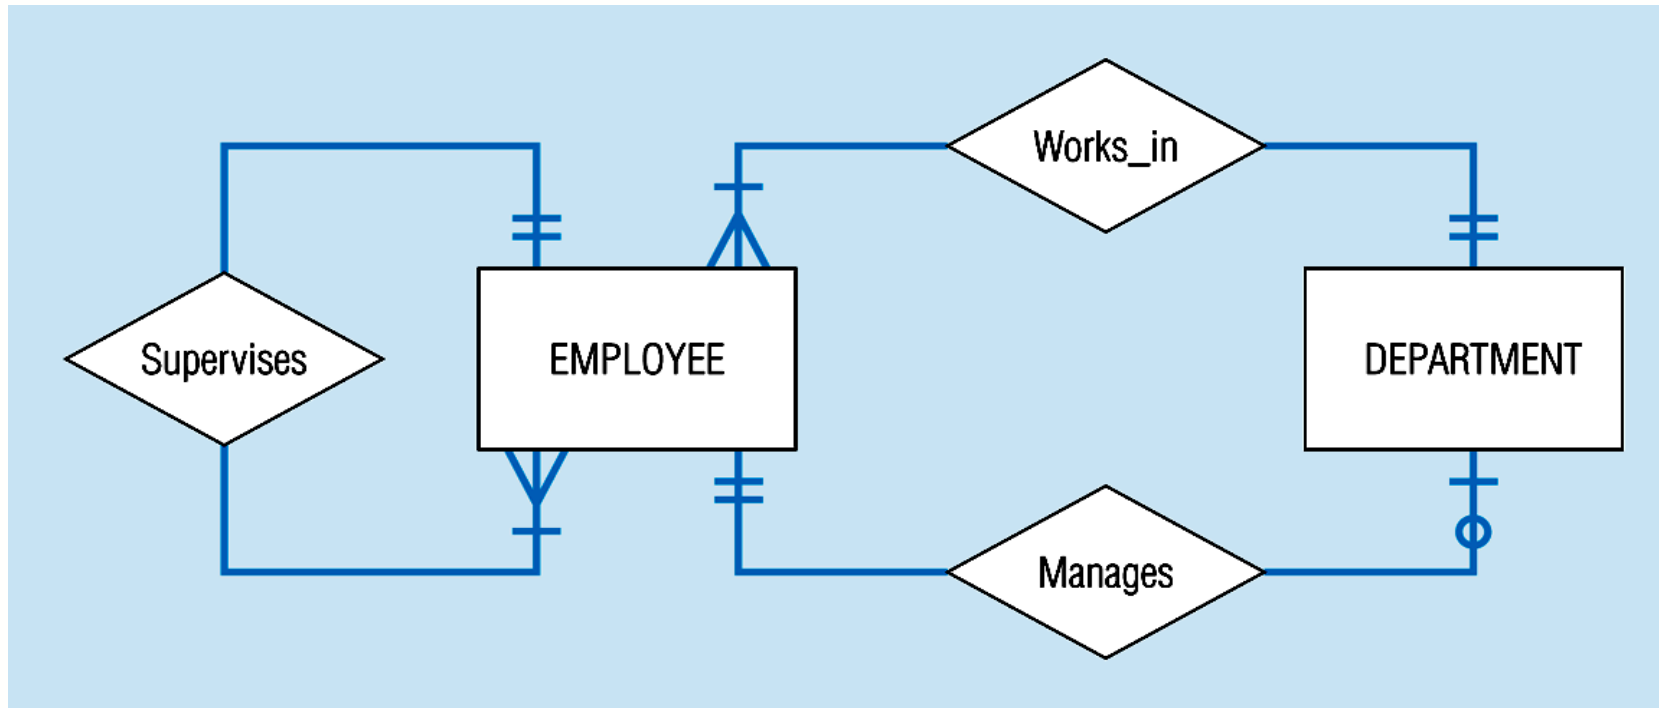 Works_in
Supervises
EMPLOYEE
DEPARTMENT
Manages